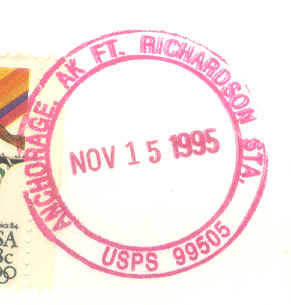 ANCHORAGE, AK FT. RICHARDSON STA.
NOV 15 1995
USPS 99505